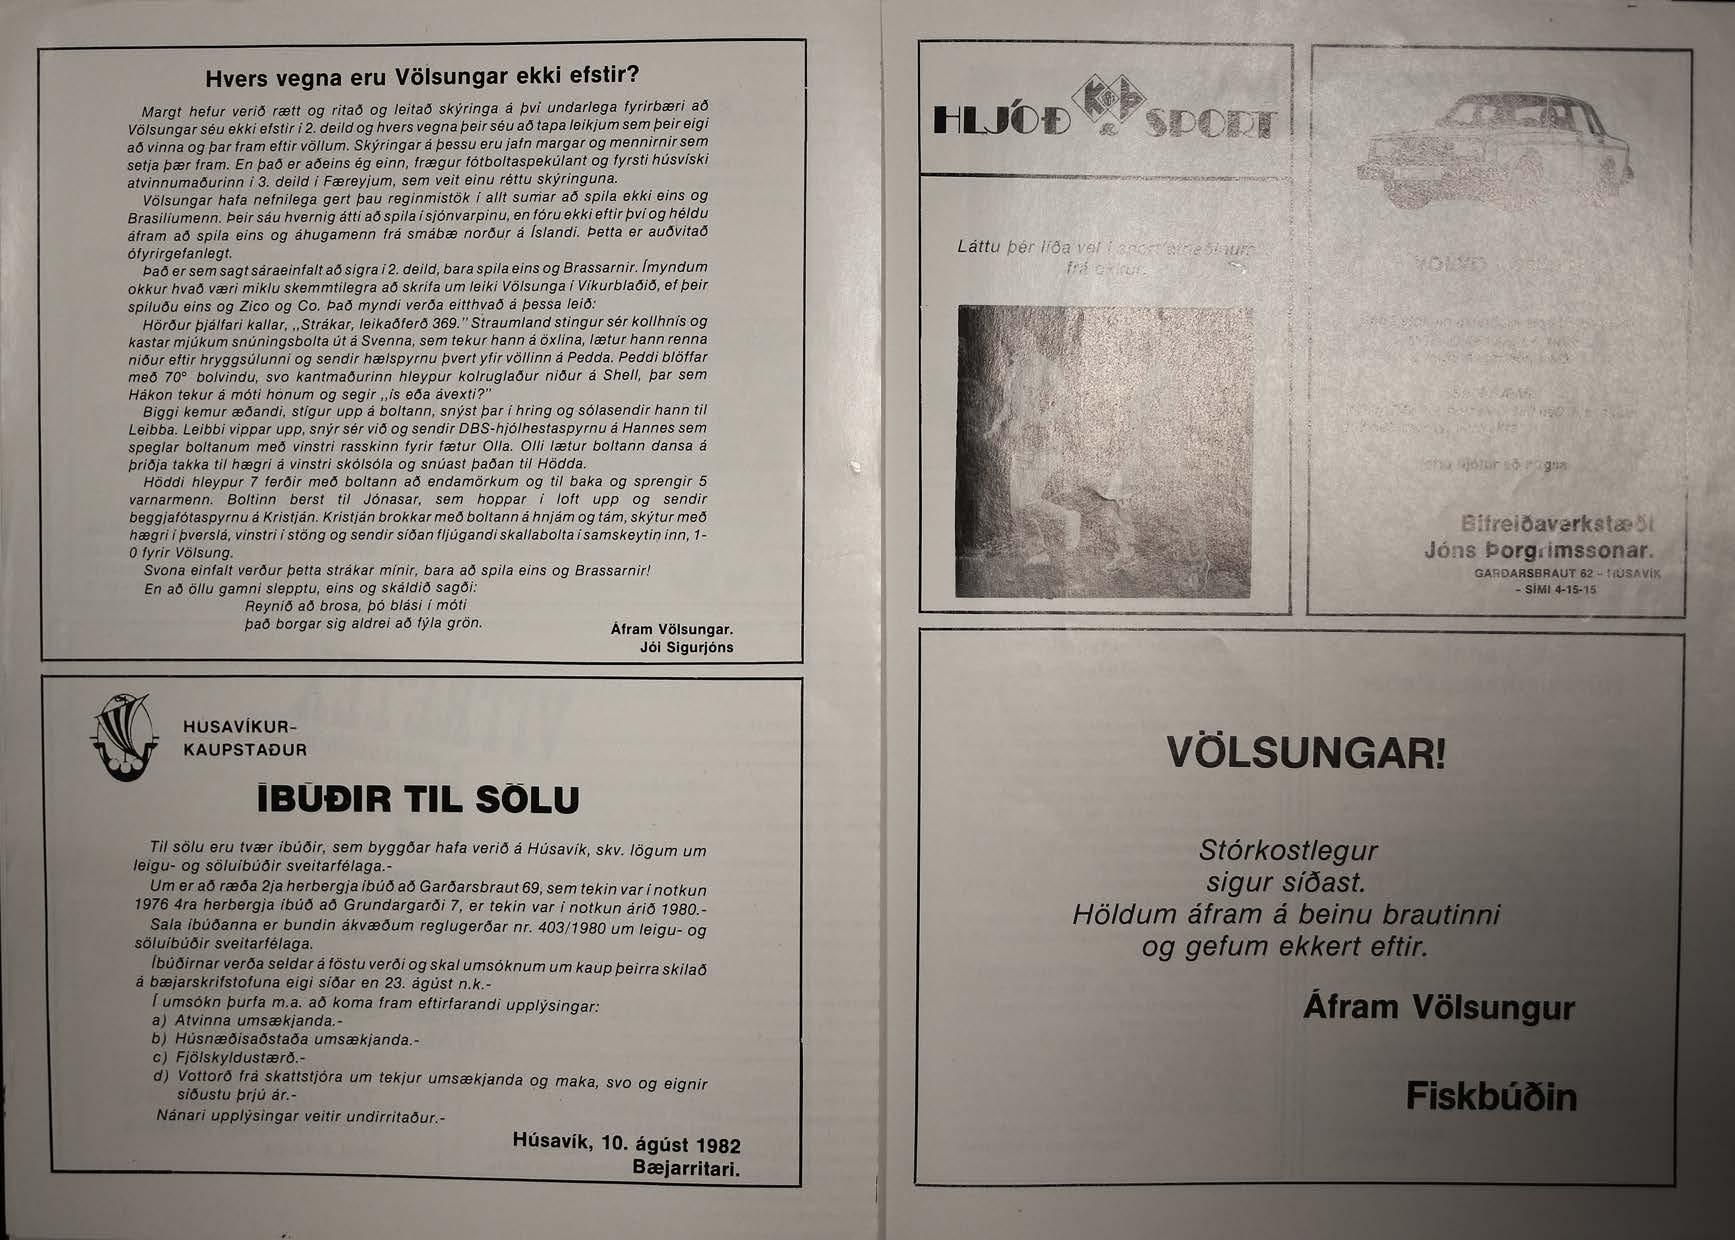 Hvers vegna eru Völsungar ekki efstir?
Margt hefur verið rætt og ritað og leitað skýringa á því undarlega fyrirbæri að
Völsungar séu ekki efstir í 2. deild og hvers vegna þeir séu að tapa leikjum sem þeir eigi
að vinna og þar fram eftir völlum. Skýringar á þessu eru jafn margar og mennirnir sem
setja þær fram. En það er aðeins ég einn, frægur fótboltaspekúlant og fyrsti húsvíski
atvinnumaðurinn í 3. deild í Færeyjum, sem veit einu réttu skýringuna.
Völsungar hafa nefnilega gert þau reginmistök í allt sumar að spila ekki eins og
Brasilíumenn. Þeir sáu hvernig átti að spila í sjónvarpinu, en fóru ekki eftir því og héldu
áfram að spila eins og áhugamenn frá smábæ norður á Íslandi. Þetta er auðvitað
ófyrirgefanlegt.
Það er sem sagt sáraeinfalt að sigra í 2. deild, bara spila eins og Brassarnir. Ímyndum
okkur hvað væri miklu skemmtilegra að skrifa um leiki Völsunga í Víkurblaðið, ef þeir
spiluðu eins og Zico og Co. Það myndi verða eitthvað á þessa leið:
Hörður þjálfari kallar, „Strákar, leikaðferð 369." Straumland stingur sér kollhnís og
kastar mjúkum snúningsbolta út á Svenna, sem tekur hann á öxlina, lætur hann renna
niður eftir hryggsúlunni og sendir hælspyrnu þvert yfir völlinn á Pedda. Peddi blöffar
með 70° bolvindu, svo kantmaðurinn hleypur kolruglaður niður á Shell, þar sem
Hákon tekur á móti honum og segir „ís eða ávexti?"
Biggi kemur æðandi, stígur upp á boltann, snýst þar í hring og sólasendir hann til
Leibba. Leibbi vippar upp, snýr sér við og sendir DBS-hjólhestaspyrnu á Hannes sem
speglar boltanum með vinstri rasskinn fyrir fætur Olla. Olli lætur boltann dansa á
þriðja takka til hægri á vinstri skósóla og snúast þaðan til Hödda.
Höddi hleypur 7 ferðir með boltann að endamörkum og til baka og sprengir 5
varnarmenn. Boltinn berst til Jónasar, sem hoppar í loft upp og sendir
beggjafótaspyrnu á Kristján. Kristján brokkar með boltann á hnjám og tám, skýtur með
hægri í þverslá, vinstri í stöng og sendir síðan fljúgandi skallabolta í samskeytin inn, 1-
0 fyrir Völsung.
Svona einfalt verður þetta strákar mínir, bara að spila eins og Brassarnir!
En að öllu gamni slepptu, eins og skáldið sagði:
Reynið að brosa, þó blási í móti
það borgar sig aldrei að fýla grön.
Áfram Völsungar.
Jói Sigurjóns
HÚSAVÍKUR-
KAUPSTAÐUR
ÍBÚÐIR TIL SÖLU
Til sölu eru tvær íbúðir, sem byggðar hafa verið á Húsavík, skv. lögum um
leigu- og söluíbúðir sveitarfélaga.-
Um er að ræða 2ja herbergja íbúð að Garðarsbraut 69, sem tekin var í notkun
1976 4ra herbergja íbúð að Grundargarði 7, er tekin var í notkun árið 1980.-
Sala íbúðanna er bundin ákvæðum reglugerðar nr. 403/1980 um leigu- og
söluíbúðir sveitarfélaga.
Íbúðirnar verða seldar á föstu verði og skal umsóknum um kaup þeirra skilað
á bæjarskrifstofuna eigi síðar en 23. ágúst n.k.-
Í umsókn þurfa m.a. að koma fram eftirfarandi upplýsingar:
a) Atvinna umsækjanda.-
b) Húsnæðisaðstaða umsækjanda.-
c) Fjölskyldustærð.-
d) Vottorð frá skattstjóra um tekjur umsækjanda og maka, svo og eignir
síðustu þrjú ár.-
Nánari upplýsingar veitir undirritaður.-
Húsavík, 10. ágúst 1982
Bæjarritari.
HLJÓÐ & SPORT
Láttu þér líða vel í
frá
Bifreiðaverkstæði
Jóns Þorgrímssonar.
GARÐARSBRAUT 62 - HÚSAVÍK
- SÍMI 4-15-15
VÖLSUNGAR!
Stórkostlegur
sigur síðast.
Höldum áfram á beinu brautinni
og gefum ekkert eftir.
Áfram Völsungur
Fiskbúðin